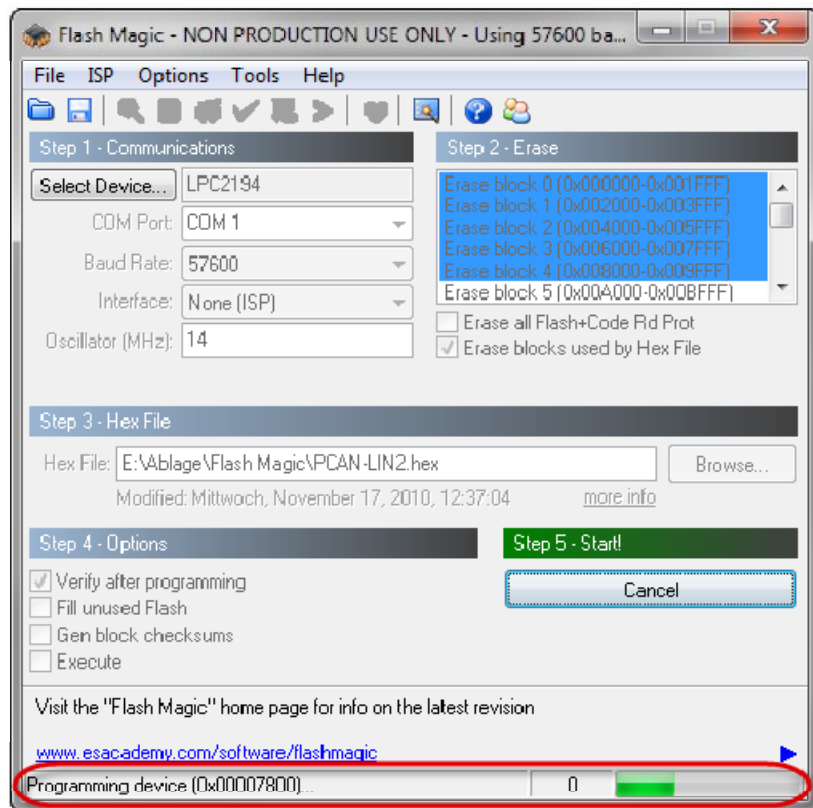 Flash Magic - NON PRODUCTION USE ONLY - Using 57600 ba...
File ISP Options Tools Help
Step 1 - Communications
Select Device... LPC2194
COM Port: COM 1
Baud Rate: 57600
Interface: None (ISP)
Oscillator (MHz): 14
Step 2 - Erase
Erase block 0 (0x000000-0x001FFF)
Erase block 1 (0x002000-0x003FFF)
Erase block 2 (0x004000-0x005FFF)
Erase block 3 (0x006000-0x007FFF)
Erase block 4 (0x008000-0x009FFF)
Erase block 5 (0x00A000-0x00BFFF)
Erase all Flash+Code Rd Prot
Erase blocks used by Hex File
Step 3 - Hex File
Hex File: E:\Ablage\Flash Magic\PCAN-LIN2.hex Browse...
Modified: Mittwoch, November 17, 2010, 12:37:04 more info
Step 4 - Options
Verify after programming
Fill unused Flash
Gen block checksums
Execute
Step 5 - Start!
Cancel
Visit the "Flash Magic" home page for info on the latest revision
www.esacademy.com/software/flashmagic
Programming device (0x00007800)... 0